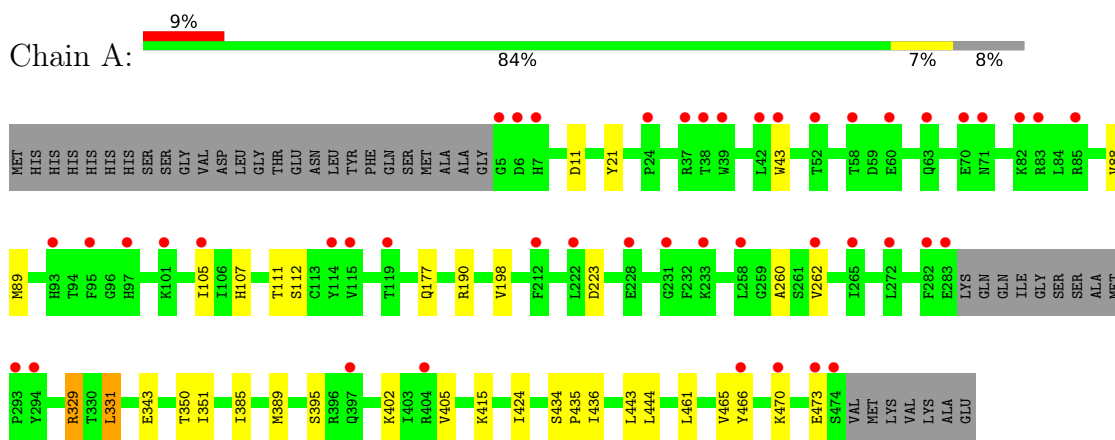 9%
Chain A:
84% 7% 8%
MET HIS HIS HIS HIS HIS HIS SER SER GLY VAL ASP LEU GLY THR GLU ASN LEU TYR PHE GLN SER MET ALA ALA GLY G5 D6 H7 D11 Y21 P24 R37 T38 W39 L42 W43 T52 T58 D59 E60 Q63 E70 N71 K82 R83 L84 R85 V88
M89 H93 T94 F95 G96 H97 K101 I105 I106 H107 T111 S112 C113 Y114 V115 T119 Q177 R190 V198 F212 L222 D223 E228 G231 F232 K233 L258 G259 A260 S261 V262 I265 L272 F282 E283 LYS GLN GLN ILE GLY SER SER ALA MET
P293 Y294 R329 T330 L331 E343 T350 I351 I385 M389 S395 R396 Q397 K402 I403 R404 V405 K415 I424 S434 P435 I436 L443 L444 L461 V465 Y466 K470 E473 S474 VAL MET LYS VAL LYS ALA GLU